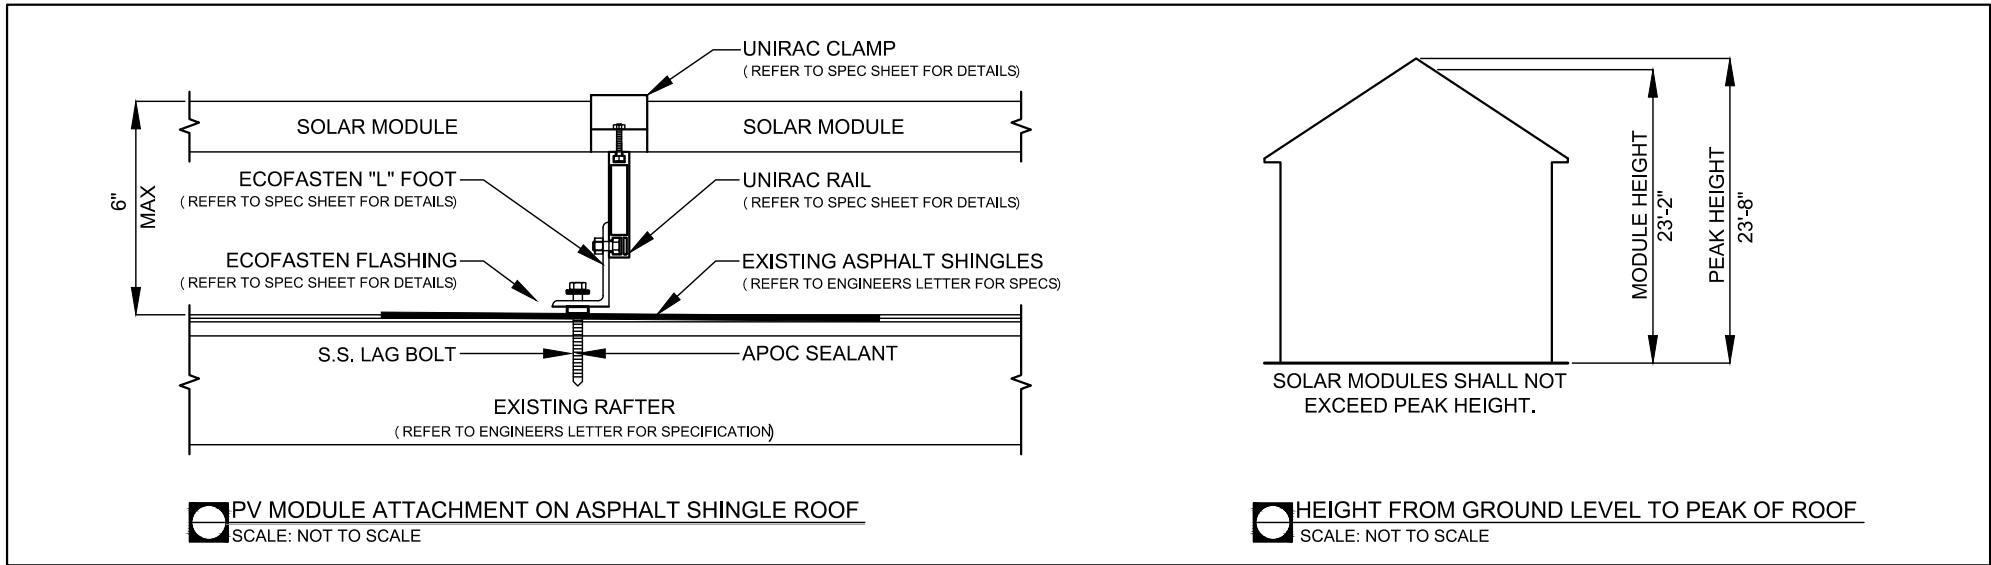 UNIRAC CLAMP
( REFER TO SPEC SHEET FOR DETAILS)
SOLAR MODULE
SOLAR MODULE
6"
MAX
ECOFASTEN "L" FOOT
( REFER TO SPEC SHEET FOR DETAILS)
UNIRAC RAIL
( REFER TO SPEC SHEET FOR DETAILS)
ECOFASTEN FLASHING
( REFER TO SPEC SHEET FOR DETAILS)
EXISTING ASPHALT SHINGLES
( REFER TO ENGINEERS LETTER FOR SPECS)
S.S. LAG BOLT
APOC SEALANT
EXISTING RAFTER
( REFER TO ENGINEERS LETTER FOR SPECIFICATION)
PV MODULE ATTACHMENT ON ASPHALT SHINGLE ROOF
SCALE: NOT TO SCALE
MODULE HEIGHT
23'-2"
PEAK HEIGHT
23'-8"
SOLAR MODULES SHALL NOT
EXCEED PEAK HEIGHT.
HEIGHT FROM GROUND LEVEL TO PEAK OF ROOF
SCALE: NOT TO SCALE